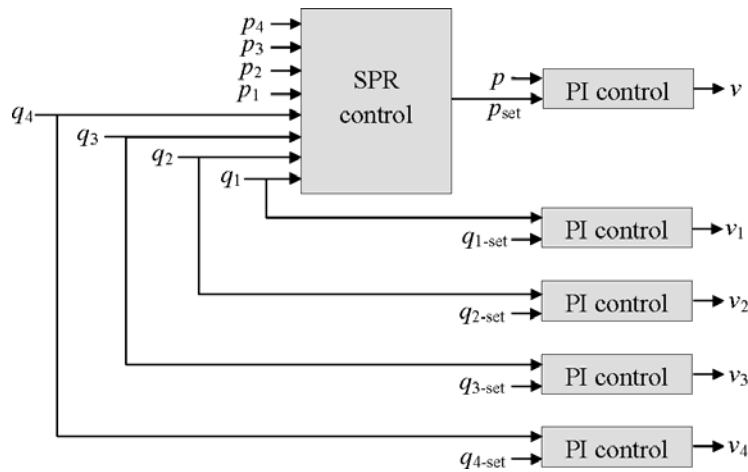 p₄
p₃
p₂
p₁
q₄
q₃
q₂
q₁
SPR
control
p
p_set
PI control
v
q₁₋set
PI control
v₁
q₂₋set
PI control
v₂
q₃₋set
PI control
v₃
q₄₋set
PI control
v₄